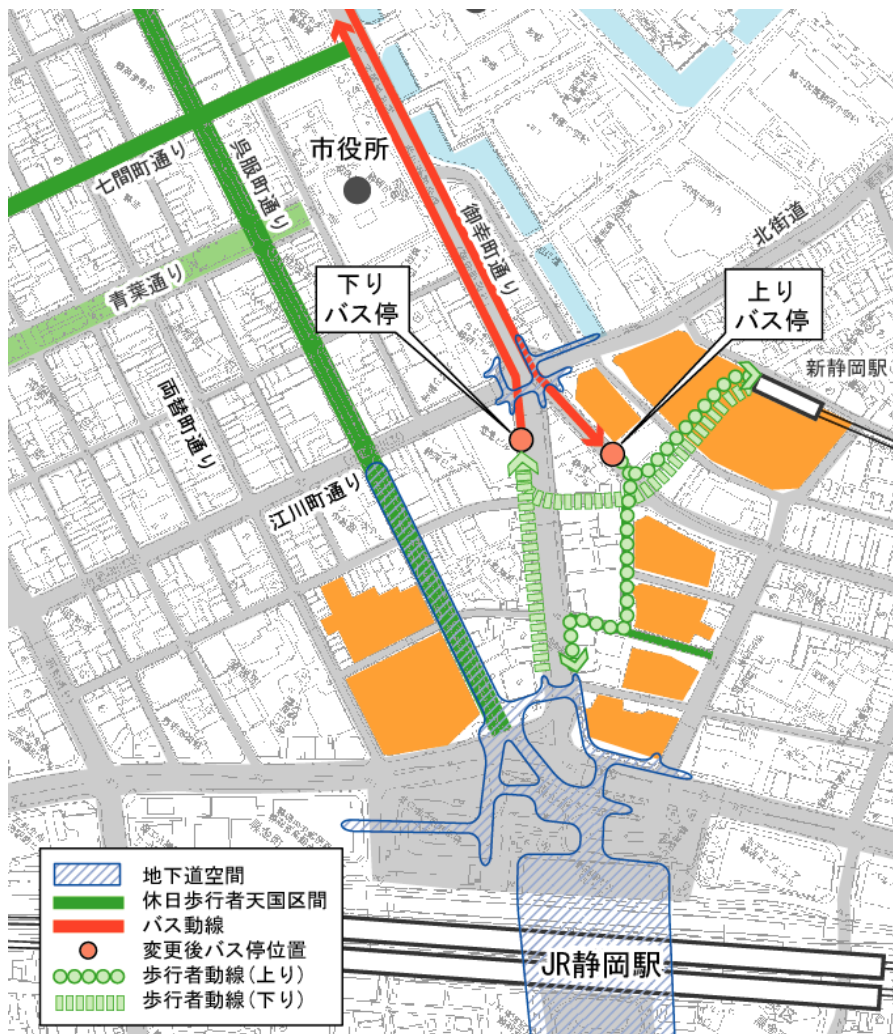 市役所
七間町通り
呉服町通り
御幸町通り
北街道
青葉通り
下り
バス停
上り
バス停
新静岡駅
両替町通り
江川町通り
地下道空間
休日歩行者天国区間
バス動線
変更後バス停位置
歩行者動線(上り)
歩行者動線(下り)
JR静岡駅